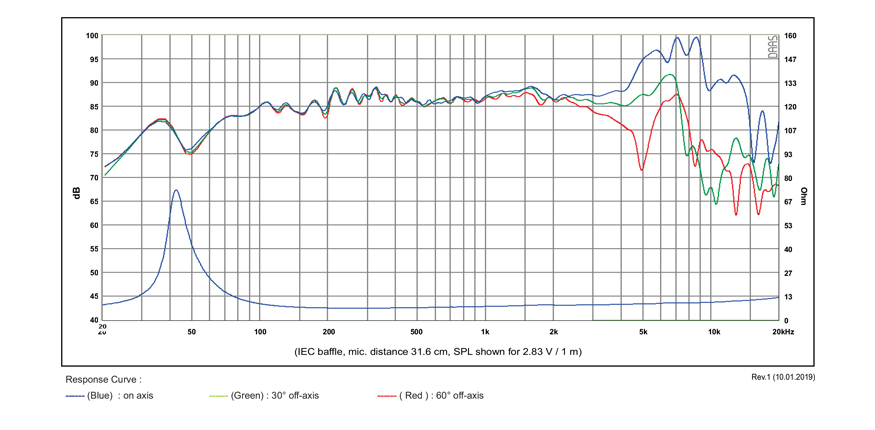 100 160
95 147
90 133
85 120
80 107
75 93
70 80
65 67
60 53
55 40
50 27
45 13
40 0
dB
Ohm
DAAS
20
20 50 100 200 500 1k 2k 5k 10k 20kHz
(IEC baffle, mic. distance 31.6 cm, SPL shown for 2.83 V / 1 m)
Response Curve :
Rev.1 (10.01.2019)
------- (Blue) : on axis ------- (Green) : 30° off-axis ------- ( Red ) : 60° off-axis